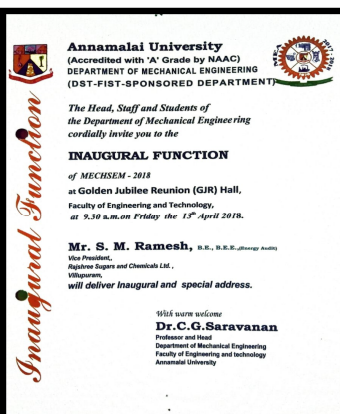 Annamalai University
(Accredited with 'A' Grade by NAAC)
DEPARTMENT OF MECHANICAL ENGINEERING
(DST-FIST-SPONSORED DEPARTMENT)
MEA 2017-2018
The Head, Staff and Students of
the Department of Mechanical Engineering
cordially invite you to the
INAUGURAL FUNCTION
of MECHSEM - 2018
at Golden Jubilee Reunion (GJR) Hall,
Faculty of Engineering and Technology,
at 9.30 a.m.on Friday the 13th April 2018.
Mr. S. M. Ramesh, B.E., B.E.E.,(Energy Audit)
Vice President,,
Rajshree Sugars and Chemicals Ltd. ,
Villupuram,
will deliver Inaugural and special address.
With warm welcome
Dr.C.G.Saravanan
Professor and Head
Department of Mechanical Engineering
Faculty of Engineering and technology
Annamalai University
Inaugural Function